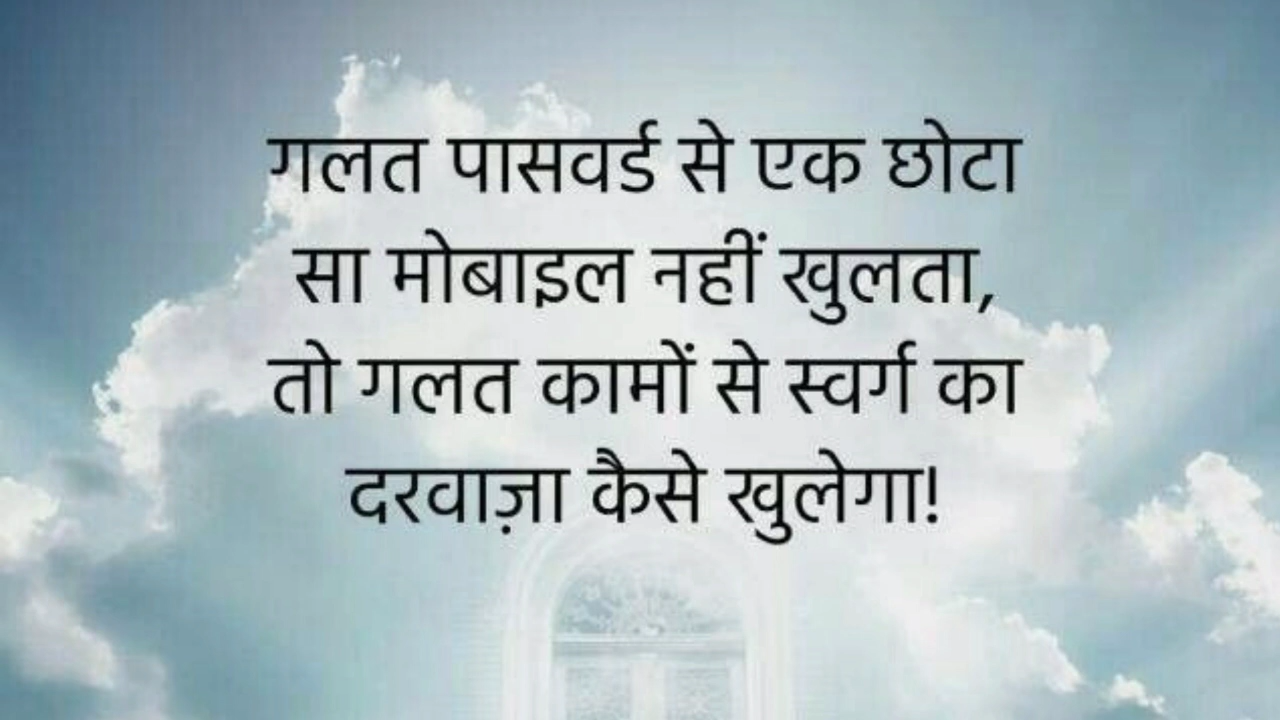 गलत पासवर्ड से एक छोटा
सा मोबाइल नहीं खुलता,
तो गलत कामों से स्वर्ग का
दरवाज़ा कैसे खुलेगा!